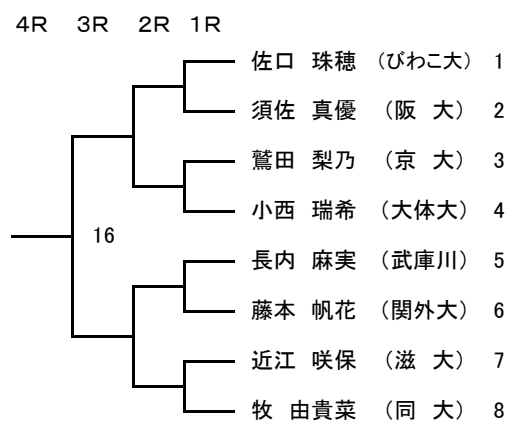 4R 3R 2R 1R
佐口 珠穂 (びわこ大) 1
須佐 真優 (阪 大) 2
鷲田 梨乃 (京 大) 3
小西 瑞希 (大体大) 4
16
長内 麻実 (武庫川) 5
藤本 帆花 (関外大) 6
近江 咲保 (滋 大) 7
牧 由貴菜 (同 大) 8